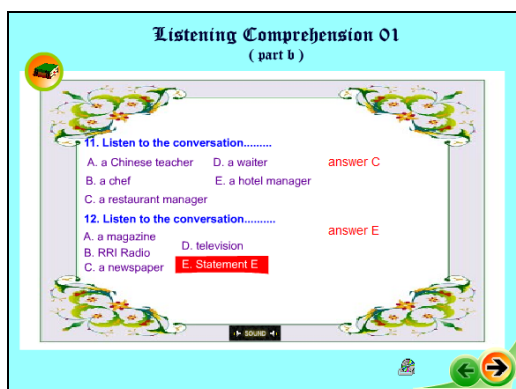 Listening Comprehension 01
( part b )
11. Listen to the conversation.........
A. a Chinese teacher D. a waiter answer C
B. a chef E. a hotel manager
C. a restaurant manager
12. Listen to the conversation..........
A. a magazine answer E
B. RRI Radio D. television
C. a newspaper E. Statement E
SOUND